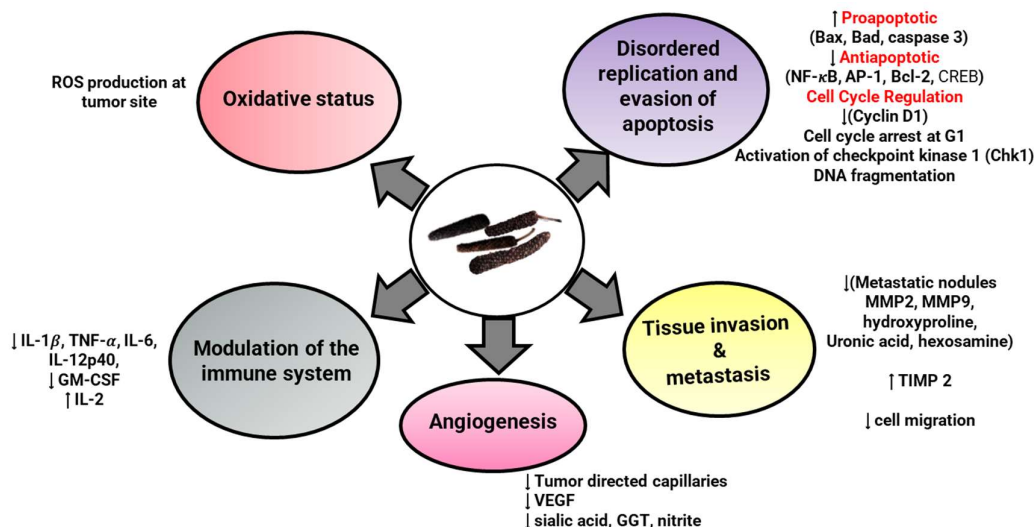 Oxidative status
ROS production at
tumor site
Disordered
replication and
evasion of
apoptosis
↑ Proapoptotic
(Bax, Bad, caspase 3)
↓ Antiapoptotic
(NF-κB, AP-1, Bcl-2, CREB)
Cell Cycle Regulation
↓(Cyclin D1)
Cell cycle arrest at G1
Activation of checkpoint kinase 1 (Chk1)
DNA fragmentation
Modulation of the
immune system
↓ IL-1β, TNF-α, IL-6,
IL-12p40,
↓ GM-CSF
↑ IL-2
Angiogenesis
↓ Tumor directed capillaries
↓ VEGF
↓ sialic acid, GGT, nitrite
Tissue invasion
&
metastasis
↓(Metastatic nodules
MMP2, MMP9,
hydroxyproline,
Uronic acid, hexosamine)
↑ TIMP 2
↓ cell migration